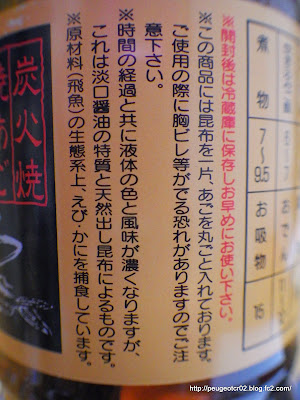 ※開封後は冷蔵庫に保存しお早めにお使い下さい。
※この商品には昆布を一片、あごを丸ごと入れております。
ご使用の際に胸ビレ等がでる恐れがありますのでご注
意下さい。
※時間の経過と共に液体の色と風味が濃くなりますが、
これは淡口醤油の特質と天然出し昆布によるものです。
※原材料(飛魚)の生態系上、えび・かにを捕食しています。
煮物
7〜9.5
お吸物
15
おでん
炭火焼
焼あご
http://peugeotcr02.blog.fc2.com/